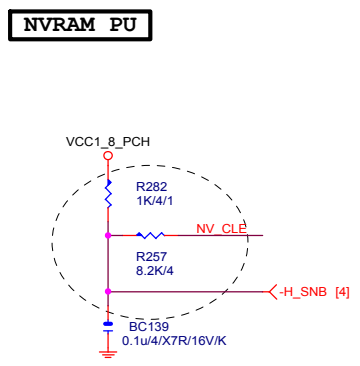 NVRAM PU
VCC1_8_PCH
R282
1K/4/1
NV_CLE
R257
8.2K/4
-H_SNB [4]
BC139
0.1u/4/X7R/16V/K